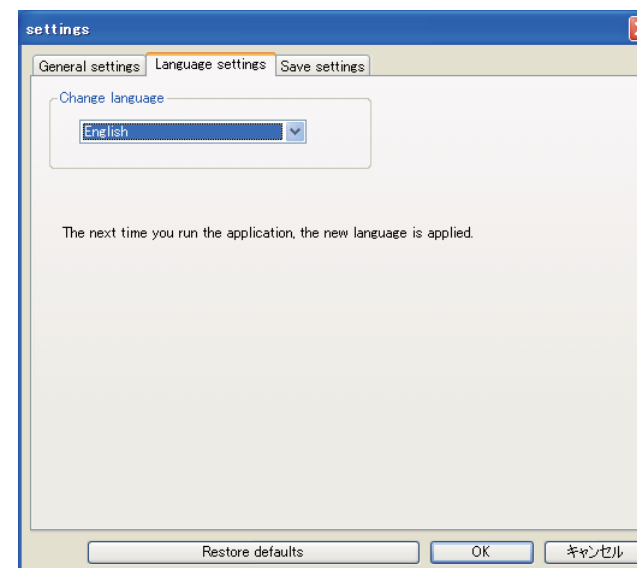 settings
General settings Language settings Save settings
Change language
English
The next time you run the application, the new language is applied.
Restore defaults OK キャンセル